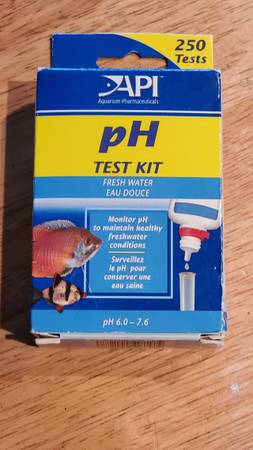 250
Tests
API
Aquarium Pharmaceuticals
pH
TEST KIT
FRESH WATER
EAU DOUCE
Monitor pH
to maintain healthy
freshwater
conditions
Surveillez
le pH pour
conserver une
eau saine
pH 6.0 – 7.6